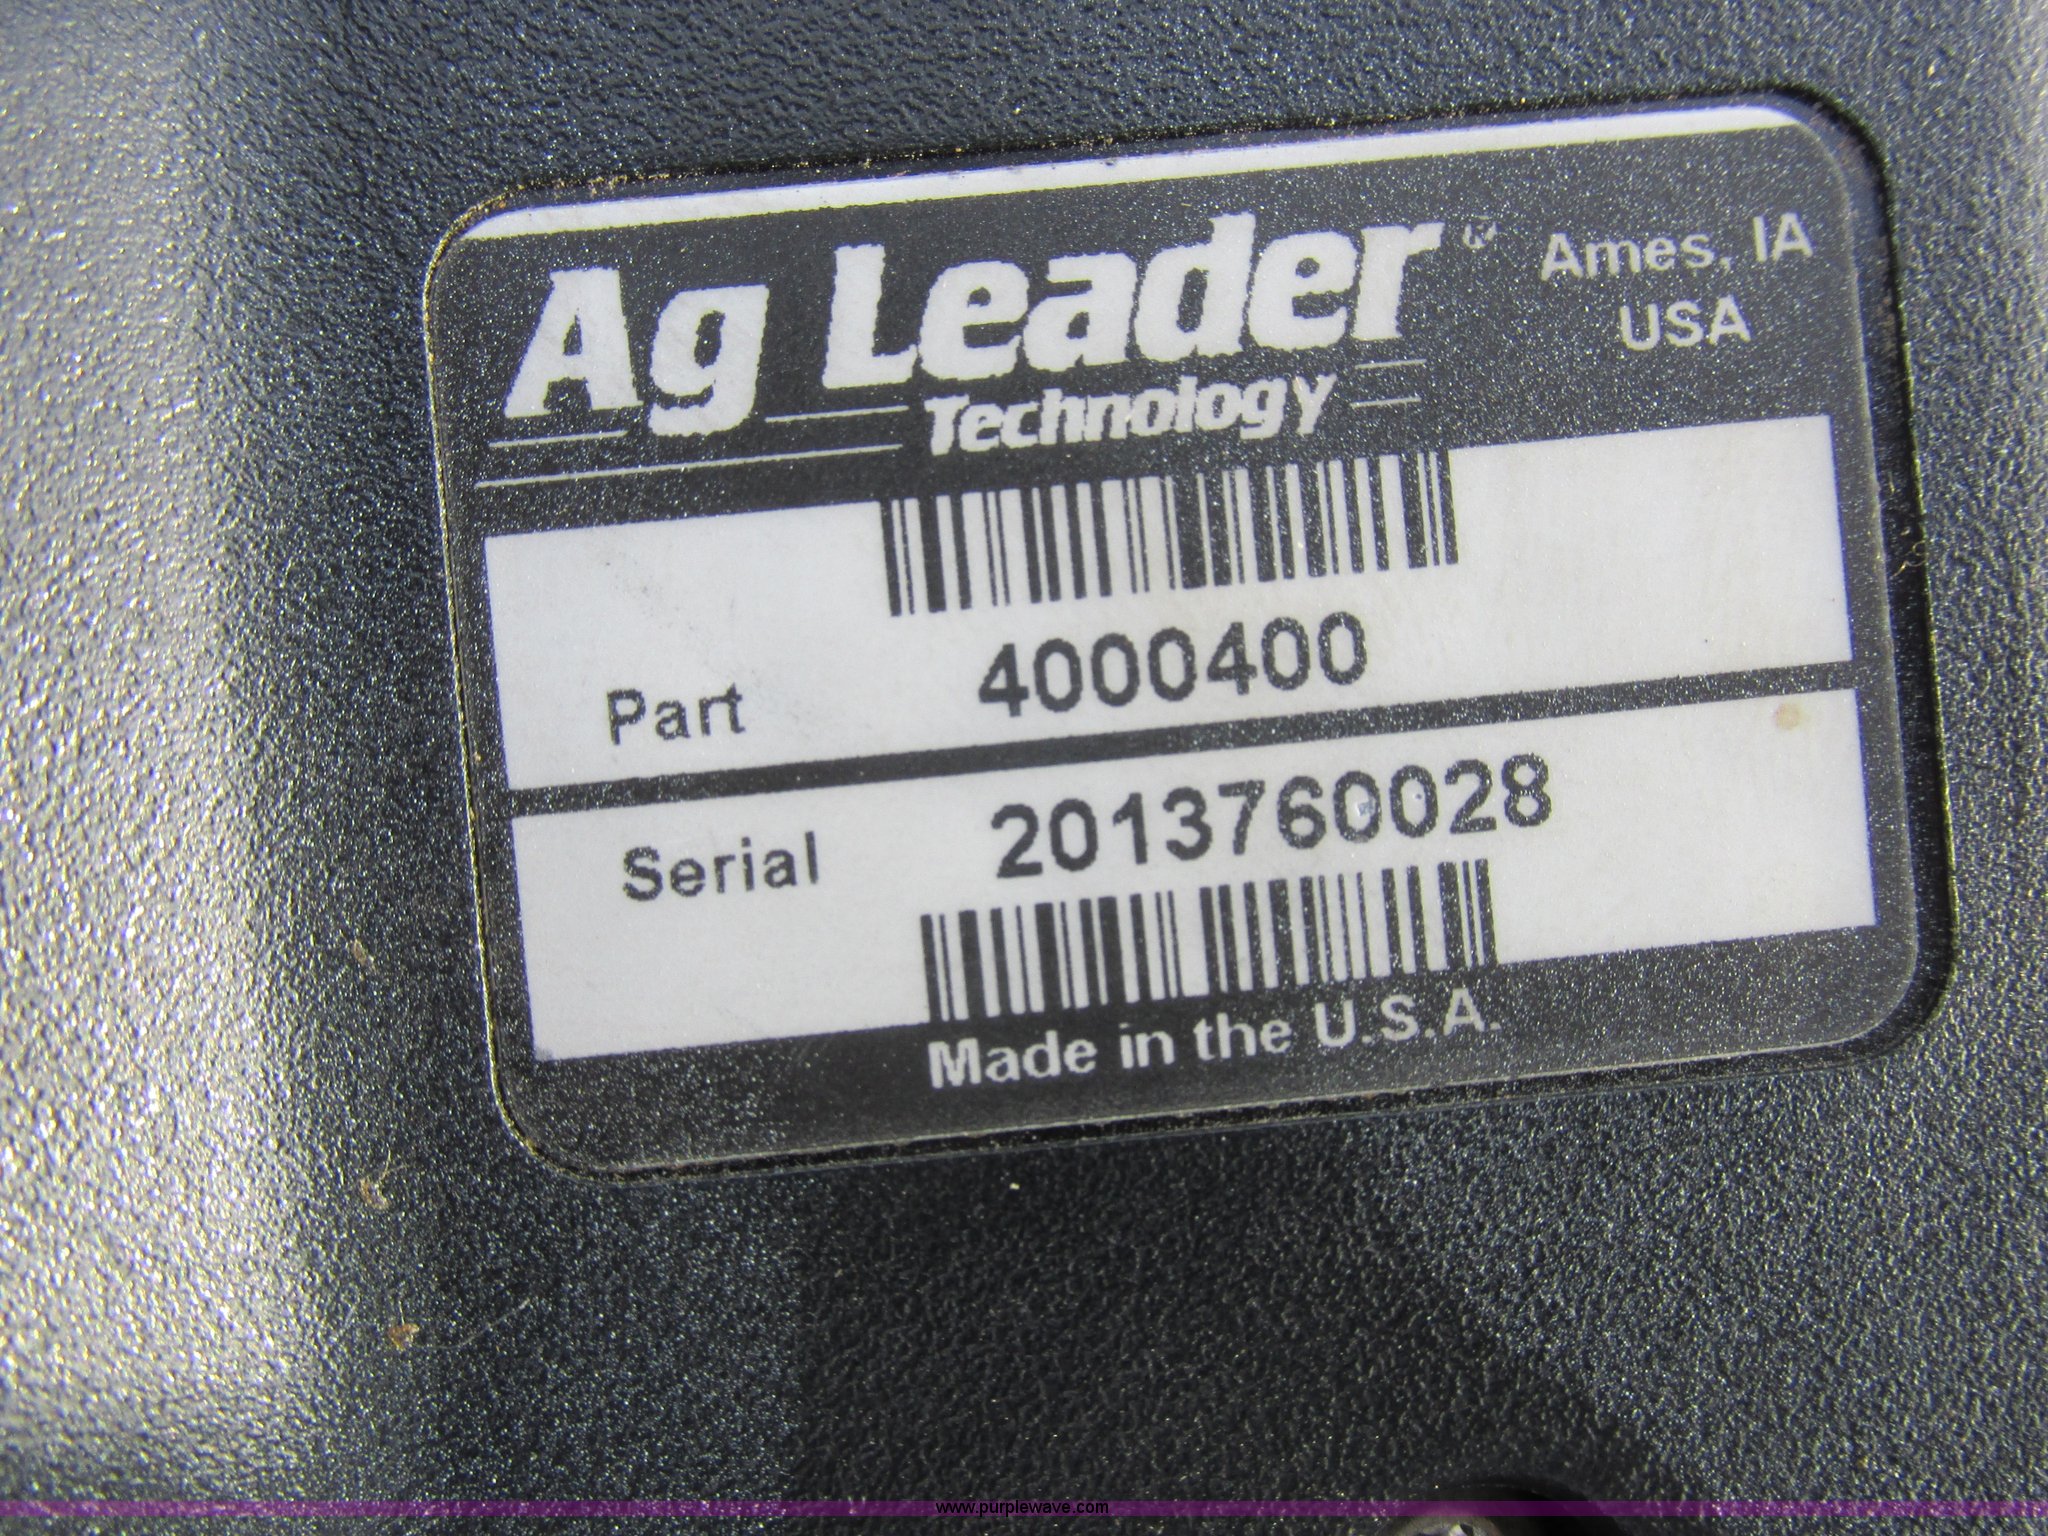 Ag Leader® Ames, IA
USA
Technology
4000400
Part
2013760028
Serial
Made in the U.S.A.
www.purplewave.com